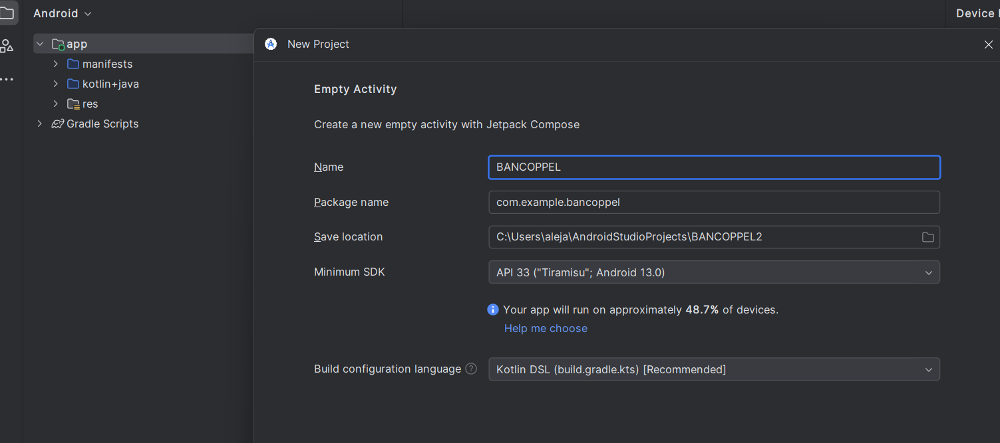 Android
Device
app
New Project
manifests
kotlin+java
res
Gradle Scripts
Empty Activity
Create a new empty activity with Jetpack Compose
Name
BANCOPPEL
Package name
com.example.bancoppel
Save location
C:\Users\aleja\AndroidStudioProjects\BANCOPPEL2
Minimum SDK
API 33 ("Tiramisu"; Android 13.0)
Your app will run on approximately 48.7% of devices.
Help me choose
Build configuration language ?
Kotlin DSL (build.gradle.kts) [Recommended]